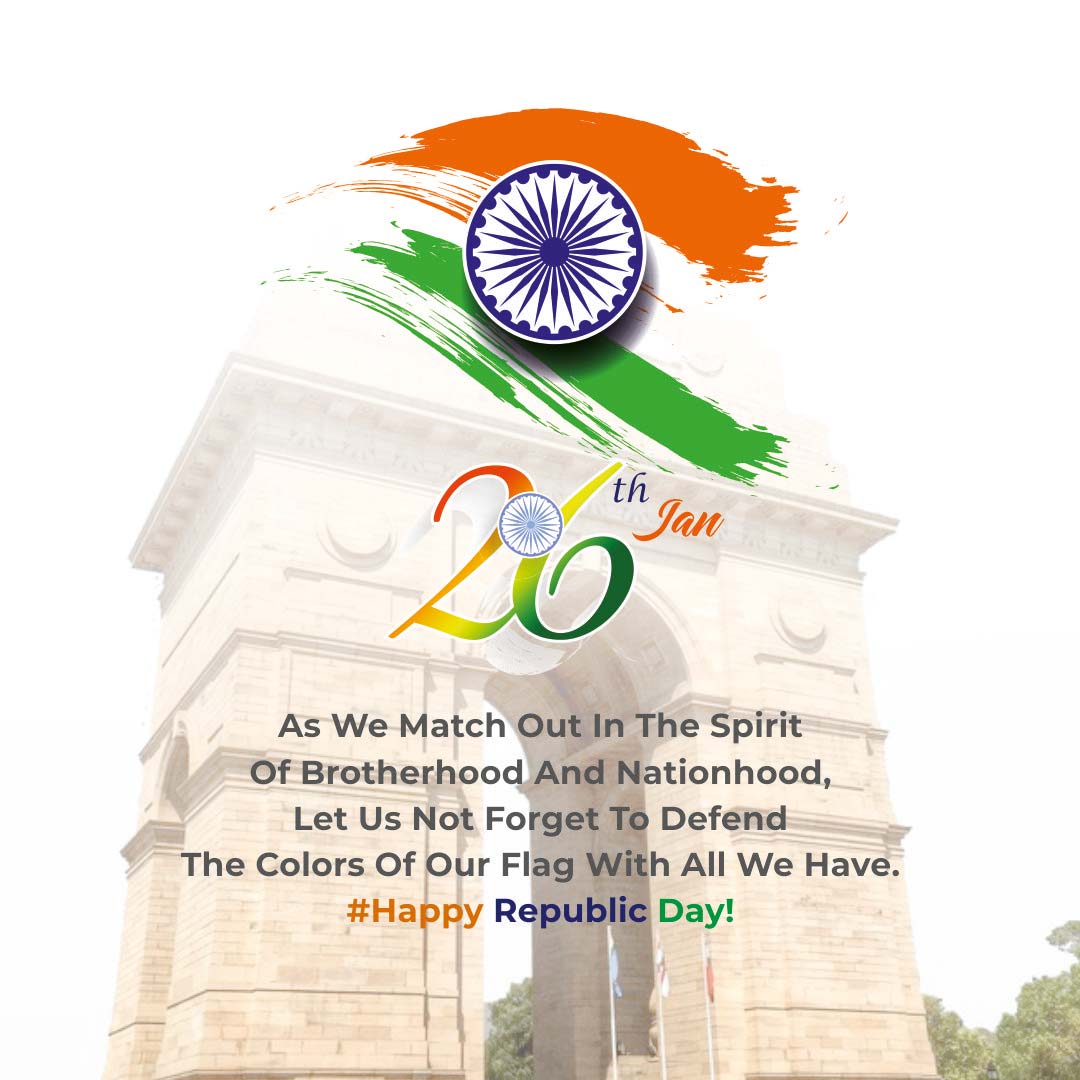 26th Jan
As We Match Out In The Spirit
Of Brotherhood And Nationhood,
Let Us Not Forget To Defend
The Colors Of Our Flag With All We Have.
#Happy Republic Day!